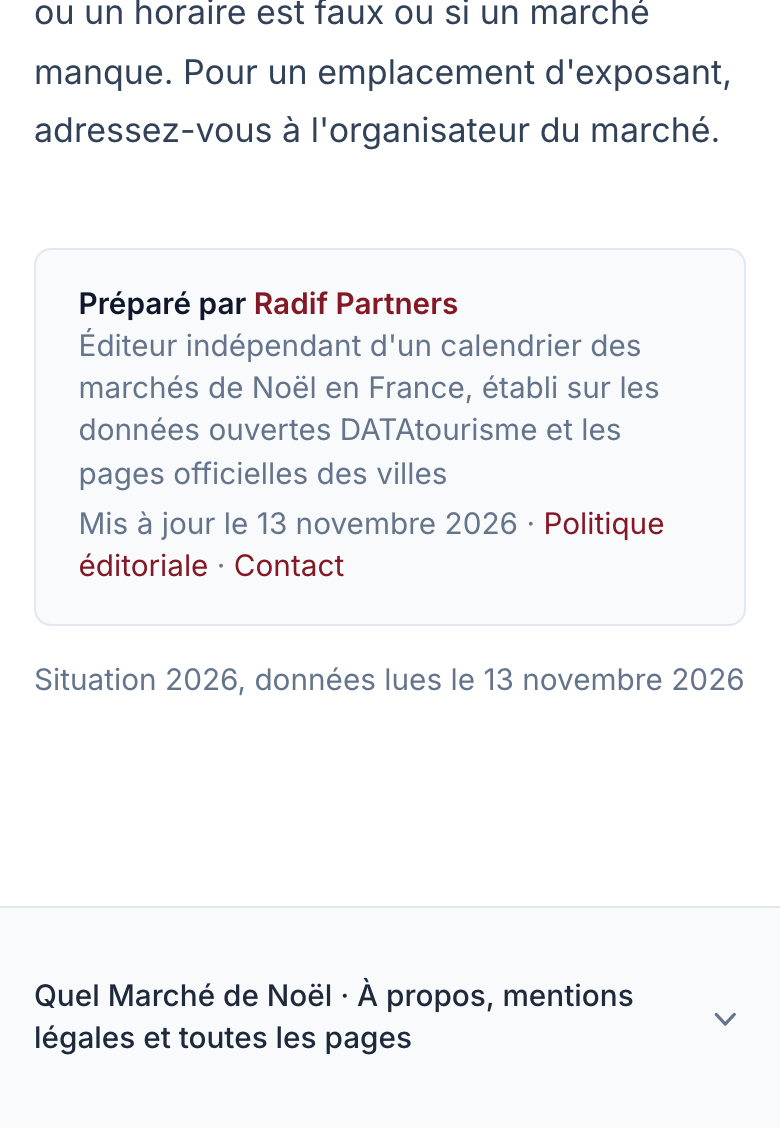 ou un horaire est faux ou si un marché
manque. Pour un emplacement d'exposant,
adressez-vous à l'organisateur du marché.
Préparé par Radif Partners
Éditeur indépendant d'un calendrier des
marchés de Noël en France, établi sur les
données ouvertes DATAtourisme et les
pages officielles des villes
Mis à jour le 13 novembre 2026 · Politique
éditoriale · Contact
Situation 2026, données lues le 13 novembre 2026
Quel Marché de Noël · À propos, mentions
légales et toutes les pages